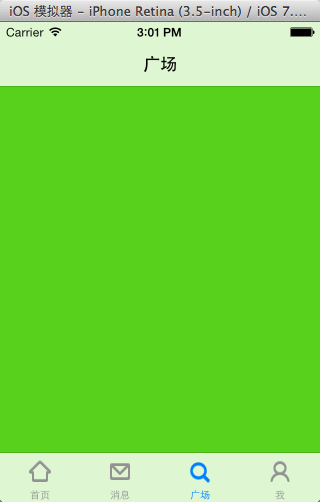 iOS 模拟器 - iPhone Retina (3.5-inch) / iOS 7....
Carrier 3:01 PM
广场
首页 消息 广场 我